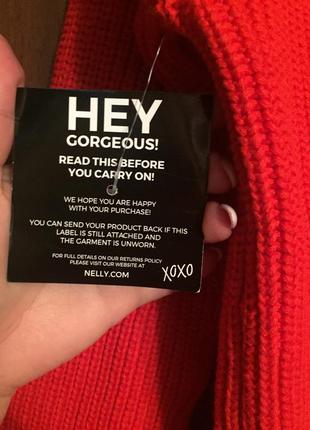 HEY
GORGEOUS!
READ THIS BEFORE
YOU CARRY ON!
WE HOPE YOU ARE HAPPY
WITH YOUR PURCHASE!
YOU CAN SEND YOUR PRODUCT BACK IF THIS
LABEL IS STILL ATTACHED AND
THE GARMENT IS UNWORN.
FOR FULL DETAILS ON OUR RETURNS POLICY
PLEASE VISIT OUR WEBSITE AT
NELLY.COM
XOXO